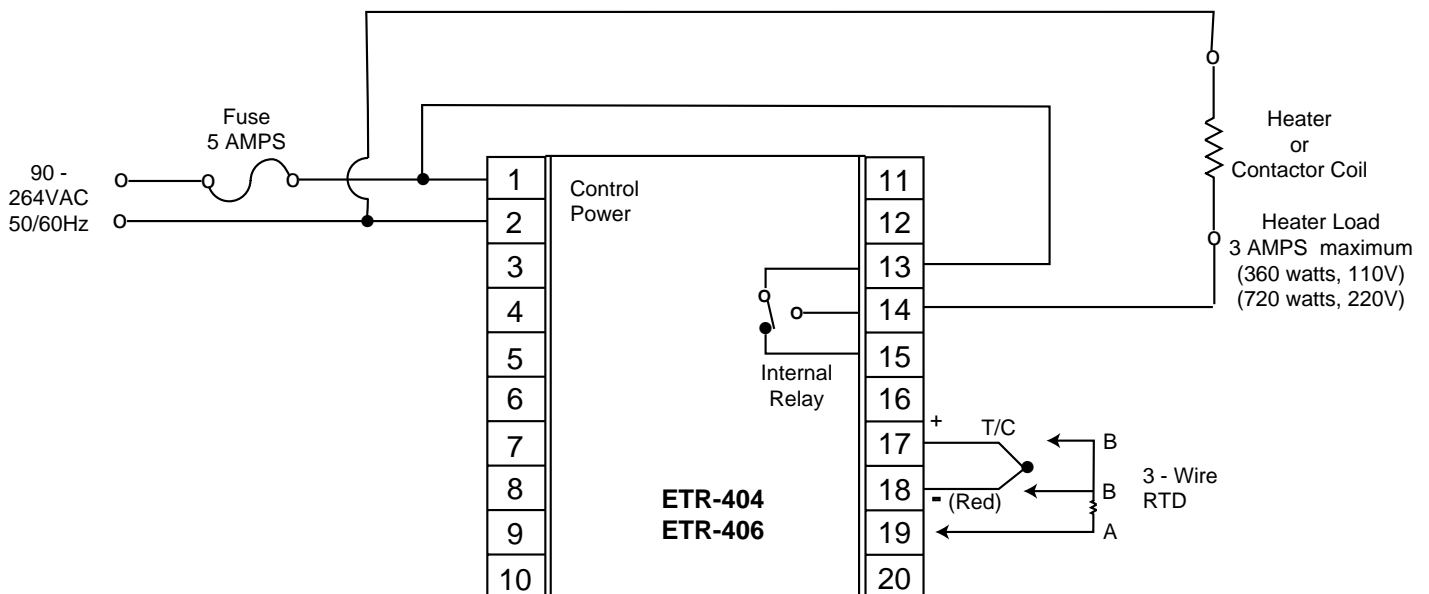 Fuse
5 AMPS
90 -
264VAC
50/60Hz
1
2
3
4
5
6
7
8
9
10
Control
Power
Internal
Relay
ETR-404
ETR-406
11
12
13
14
15
16
17
18
19
20
Heater
or
Contactor Coil
Heater Load
3 AMPS maximum
(360 watts, 110V)
(720 watts, 220V)
+
T/C
- (Red)
B
B
A
3 - Wire
RTD